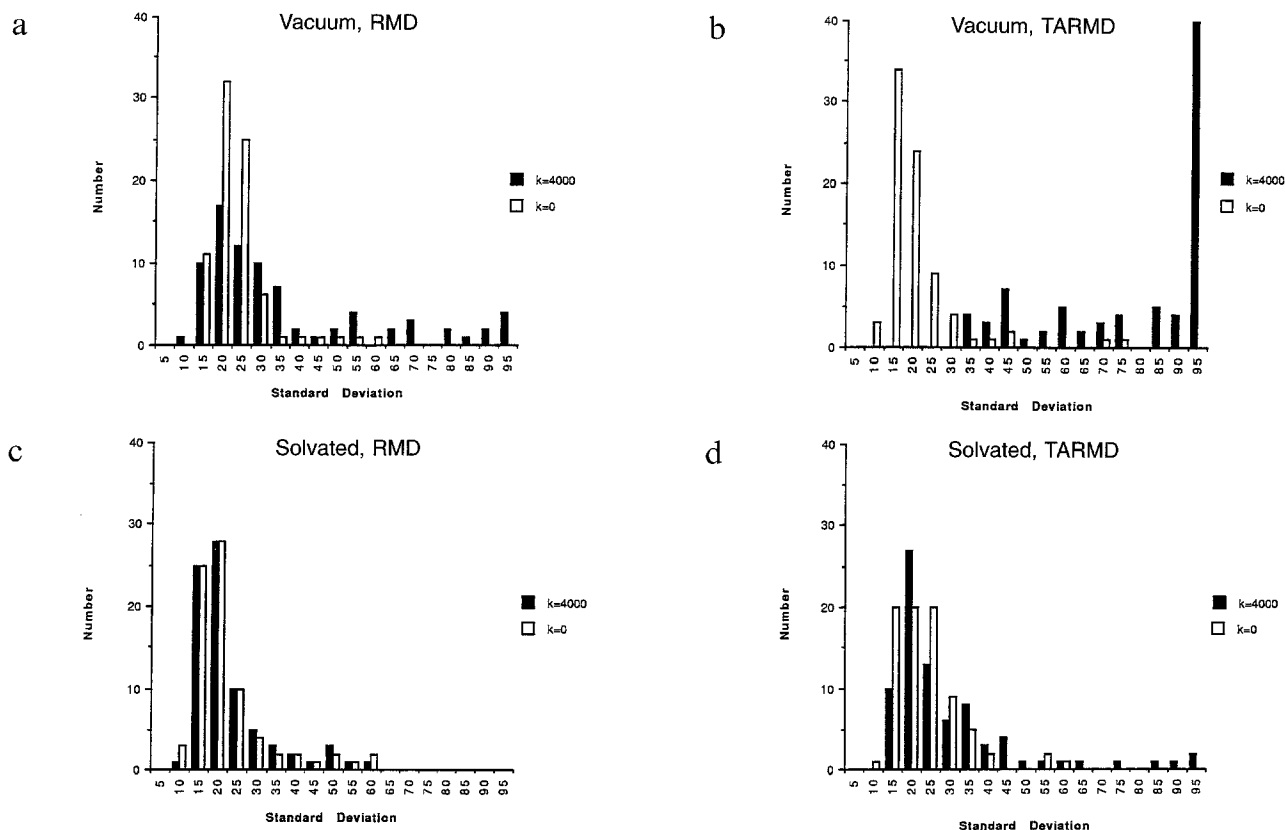 a
Vacuum, RMD
40
30
20
10
0
Number
5 10 15 20 25 30 35 40 45 50 55 60 65 70 80 85 90 95
Standard Deviation
k=4000
k=0
b
Vacuum, TARMD
40
30
20
10
0
Number
5 10 15 20 25 30 35 40 45 50 55 60 65 70 75 80 85 90 95
Standard Deviation
k=4000
k=0
c
Solvated, RMD
40
30
20
10
0
Number
5 10 15 20 25 30 35 40 45 50 55 60 65 70 75 80 85 90 95
Standard Deviation
k=4000
k=0
d
Solvated, TARMD
40
30
20
10
0
Number
5 10 15 20 25 30 35 40 45 50 55 60 65 70 75 80 85 90 95
Standard Deviation
k=4000
k=0